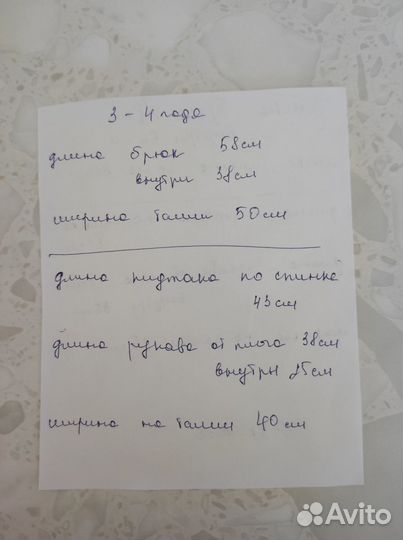 3 - 4 года
длина брюк 58см
внутри 38см
ширина талии 50см
длина пиджака по спинке
43см
длина рукава от плеча 38см
внутри 25см
ширина на талии 40см
Avito